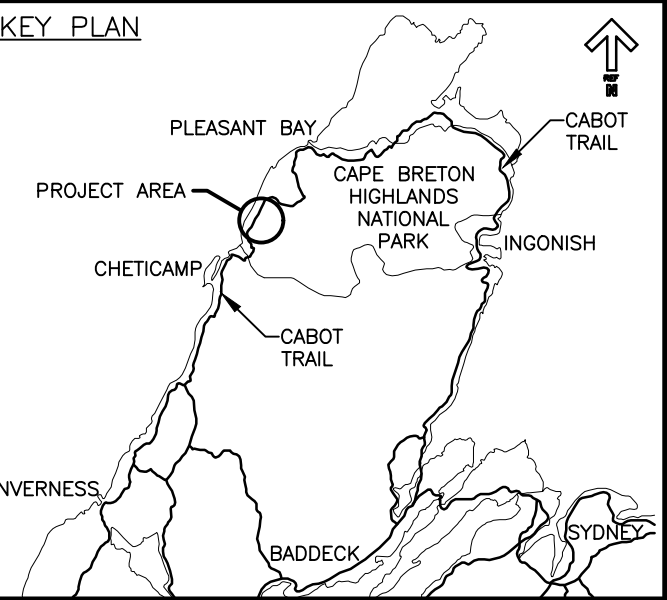 KEY PLAN
REF
N
PLEASANT BAY
CABOT
TRAIL
PROJECT AREA
CAPE BRETON
HIGHLANDS
NATIONAL
PARK
INGONISH
CHETICAMP
CABOT
TRAIL
NVERNESS
SYDNEY
BADDECK